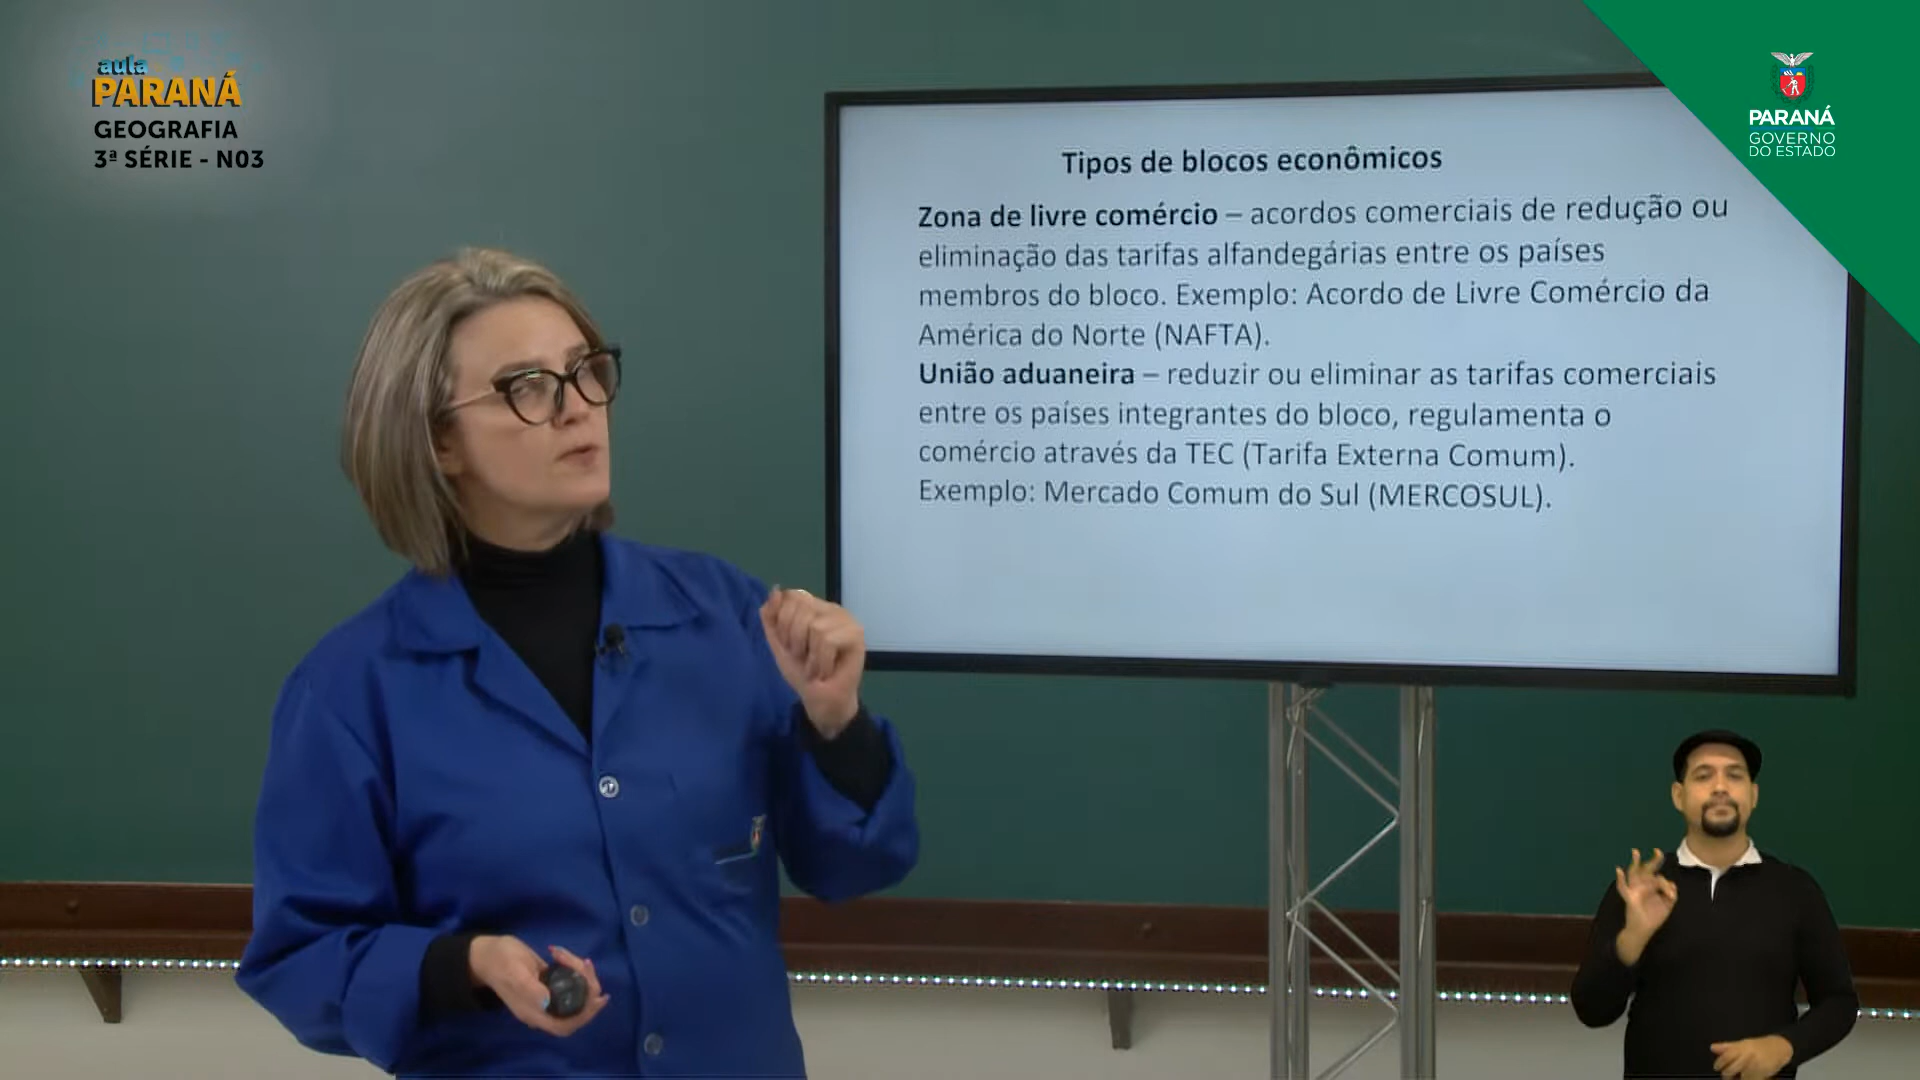 aula
PARANÁ
GEOGRAFIA
3ª SÉRIE - N03
PARANÁ
GOVERNO
DO ESTADO
Tipos de blocos econômicos
Zona de livre comércio – acordos comerciais de redução ou
eliminação das tarifas alfandegárias entre os países
membros do bloco. Exemplo: Acordo de Livre Comércio da
América do Norte (NAFTA).
União aduaneira – reduzir ou eliminar as tarifas comerciais
entre os países integrantes do bloco, regulamenta o
comércio através da TEC (Tarifa Externa Comum).
Exemplo: Mercado Comum do Sul (MERCOSUL).